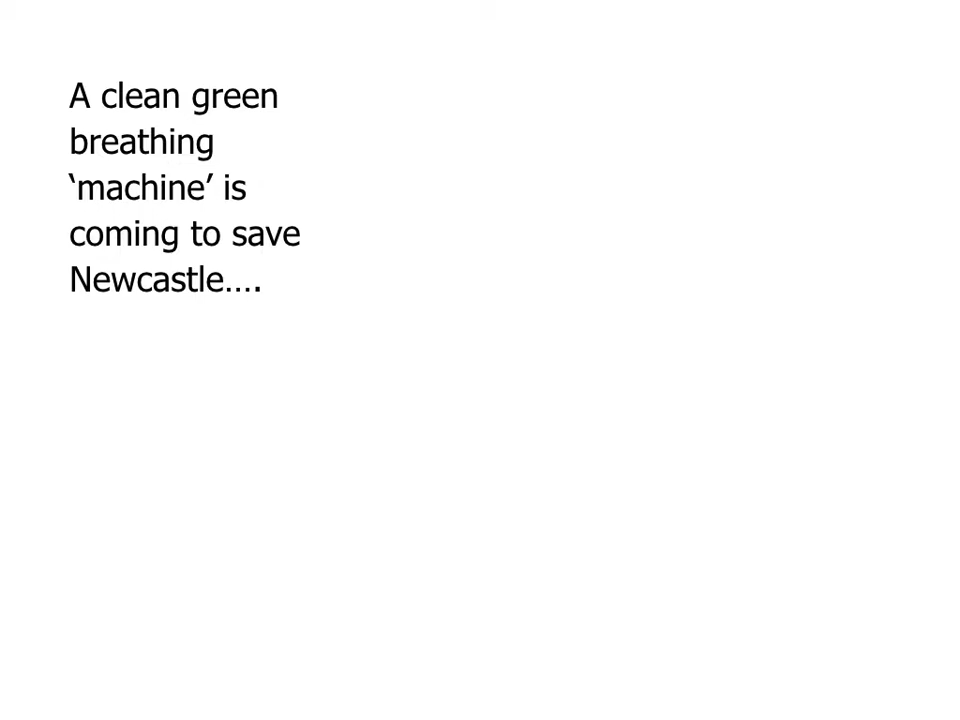 A clean green
breathing
‘machine’ is
coming to save
Newcastle….